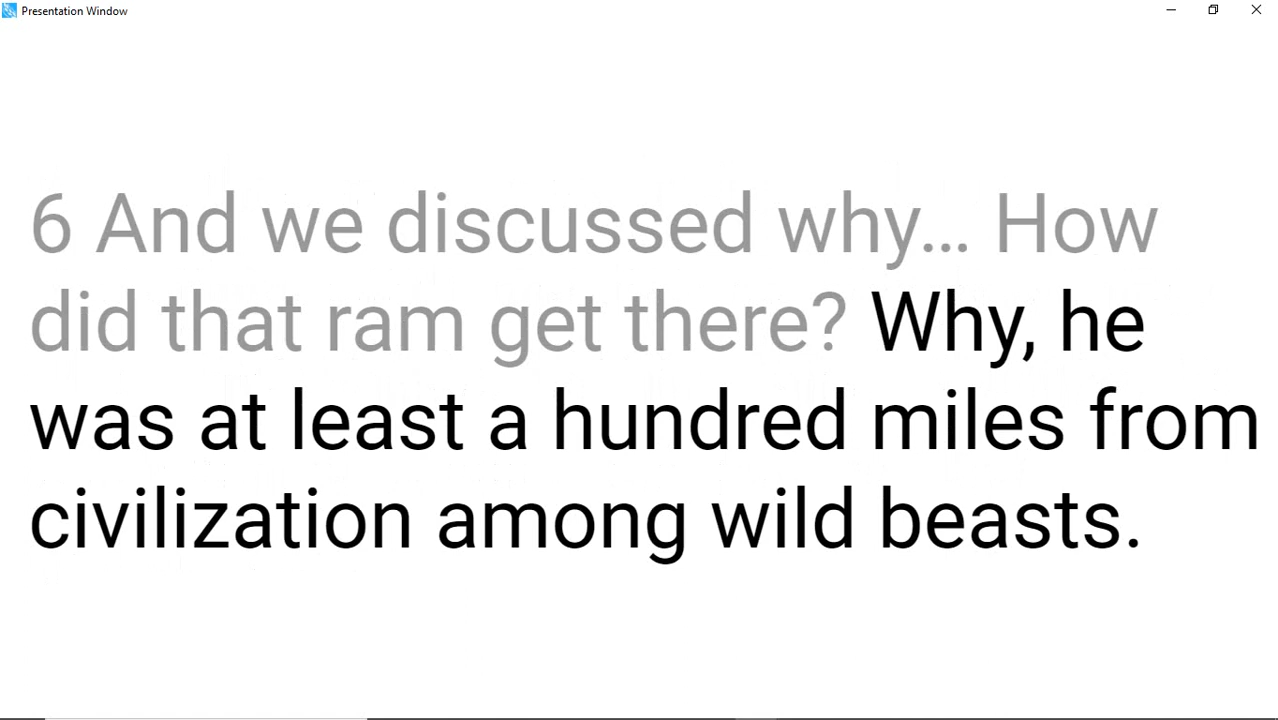 Presentation Window
6 And we discussed why... How
did that ram get there? Why, he
was at least a hundred miles from
civilization among wild beasts.